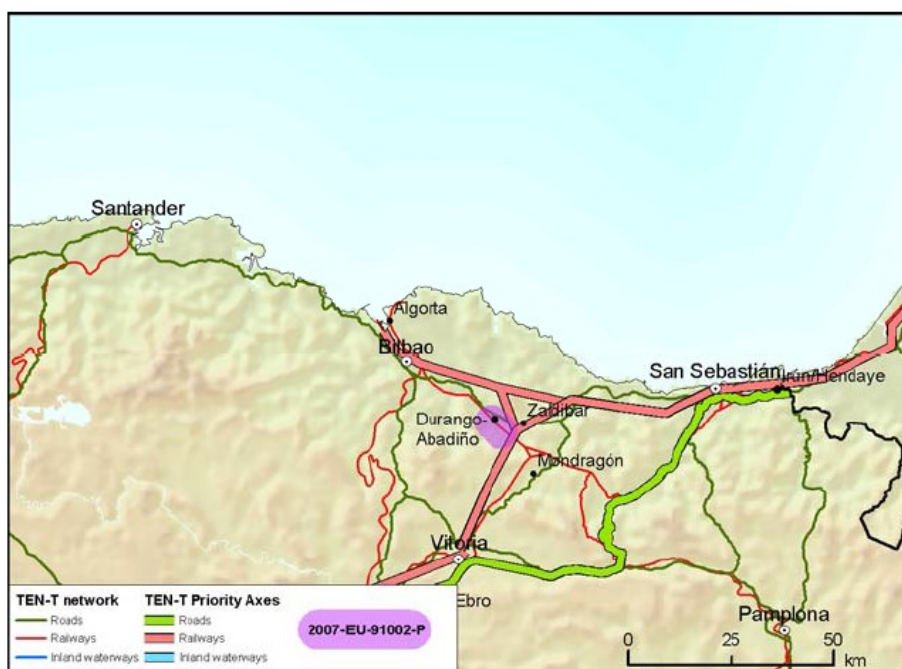 Santander
Algorta
Bilbao
San Sebastián
Irún/Hendaye
Durango-
Abadiño
Zaldibar
Mondragón
Vitoria
Ebro
Pamplona
TEN-T network
Roads
Railways
Inland waterways
TEN-T Priority Axes
Roads
Railways
Inland waterways
2007-EU-91002-P
0 25 50
km